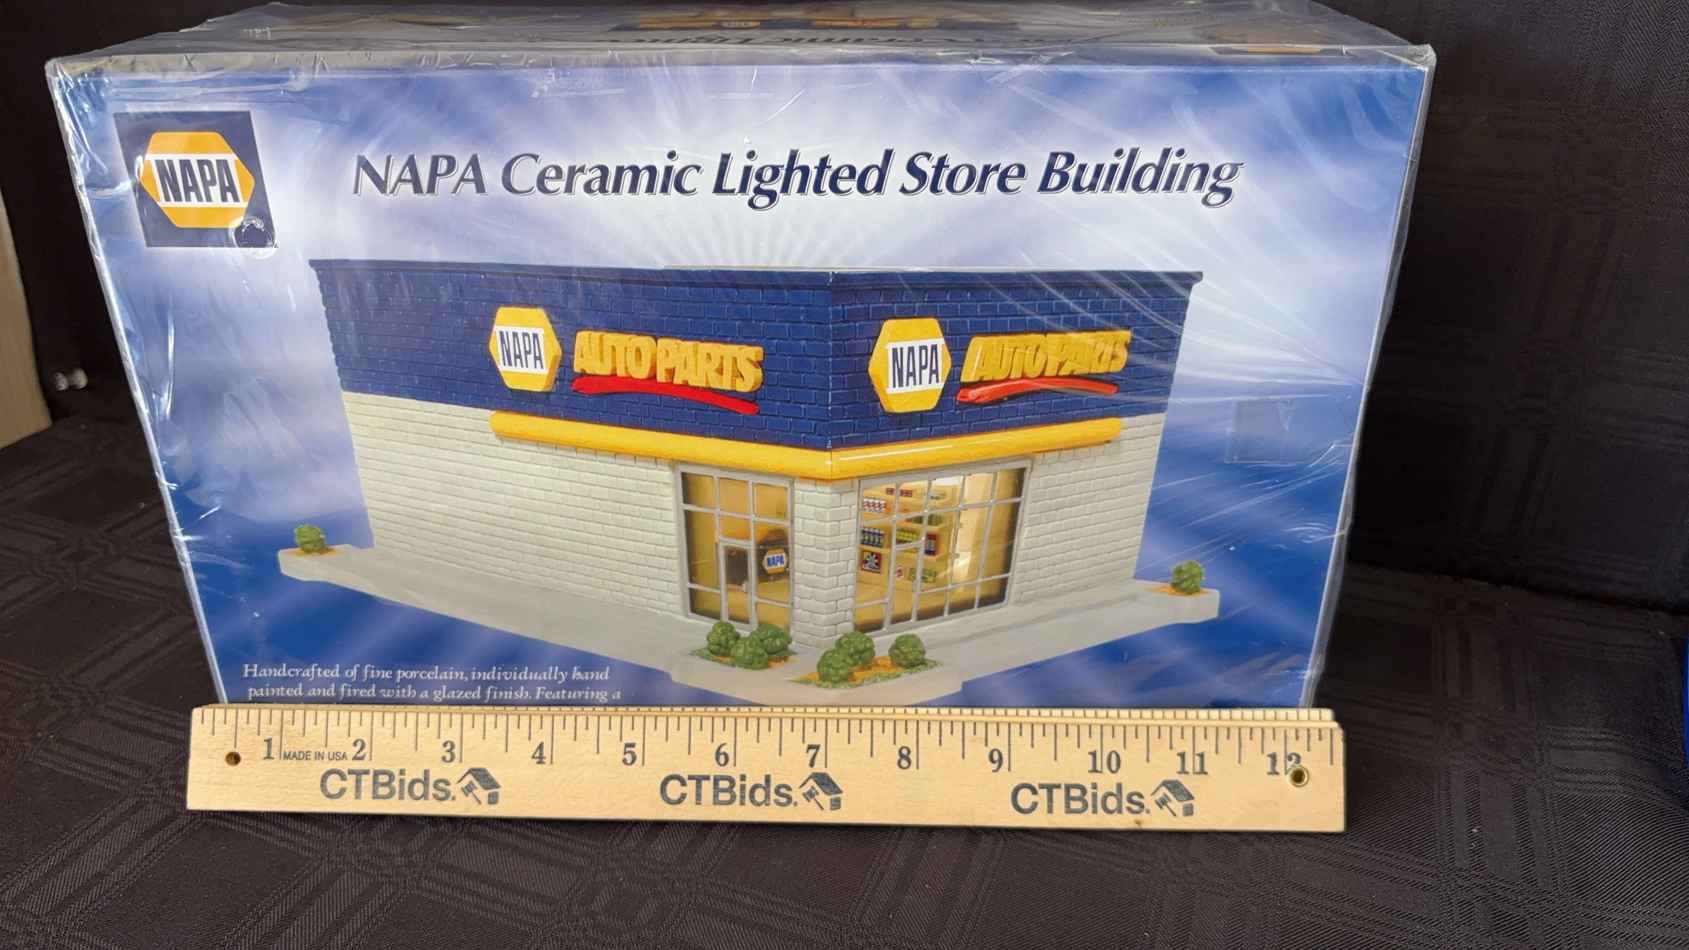 NAPA
NAPA Ceramic Lighted Store Building
NAPA AUTO PARTS
NAPA AUTO PARTS
NAPA
Handcrafted of fine porcelain, individually hand
painted and fired with a glazed finish. Featuring a
1 MADE IN USA 2 3 4 5 6 7 8 9 10 11 12
CTBids. CTBids. CTBids.